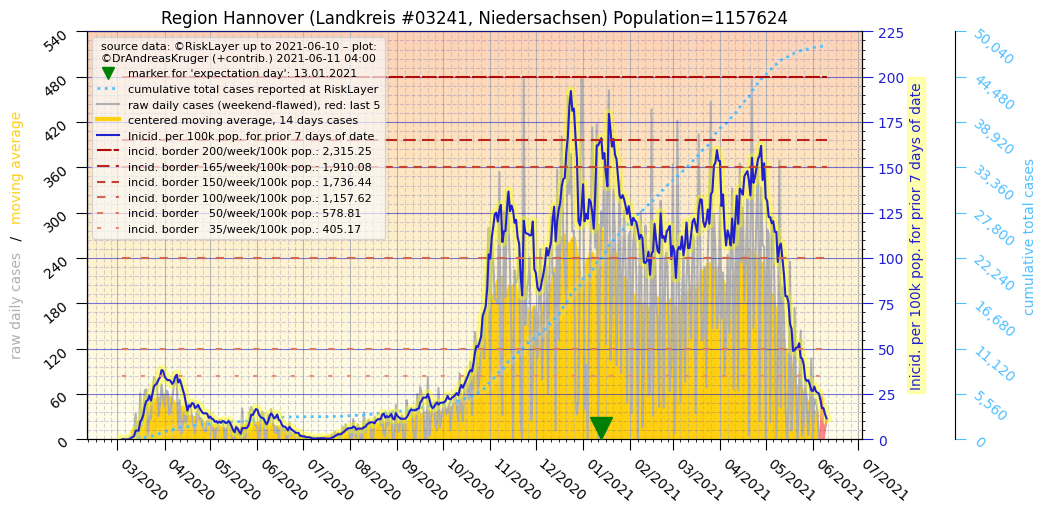 Region Hannover (Landkreis #03241, Niedersachsen) Population=1157624
source data: ©RiskLayer up to 2021-06-10 – plot:
©DrAndreasKruger (+contrib.) 2021-06-11 04:00
marker for 'expectation day': 13.01.2021
cumulative total cases reported at RiskLayer
raw daily cases (weekend-flawed), red: last 5
centered moving average, 14 days cases
Inicid. per 100k pop. for prior 7 days of date
incid. border 200/week/100k pop.: 2,315.25
incid. border 165/week/100k pop.: 1,910.08
incid. border 150/week/100k pop.: 1,736.44
incid. border 100/week/100k pop.: 1,157.62
incid. border   50/week/100k pop.: 578.81
incid. border   35/week/100k pop.: 405.17
raw daily cases / moving average
540
480
420
360
300
240
180
120
60
0
03/2020
04/2020
05/2020
06/2020
07/2020
08/2020
09/2020
10/2020
11/2020
12/2020
01/2021
02/2021
03/2021
04/2021
05/2021
06/2021
07/2021
225
200
175
150
125
100
75
50
25
0
Inicid. per 100k pop. for prior 7 days of date
50,040
44,480
38,920
33,360
27,800
22,240
16,680
11,120
5,560
0
cumulative total cases